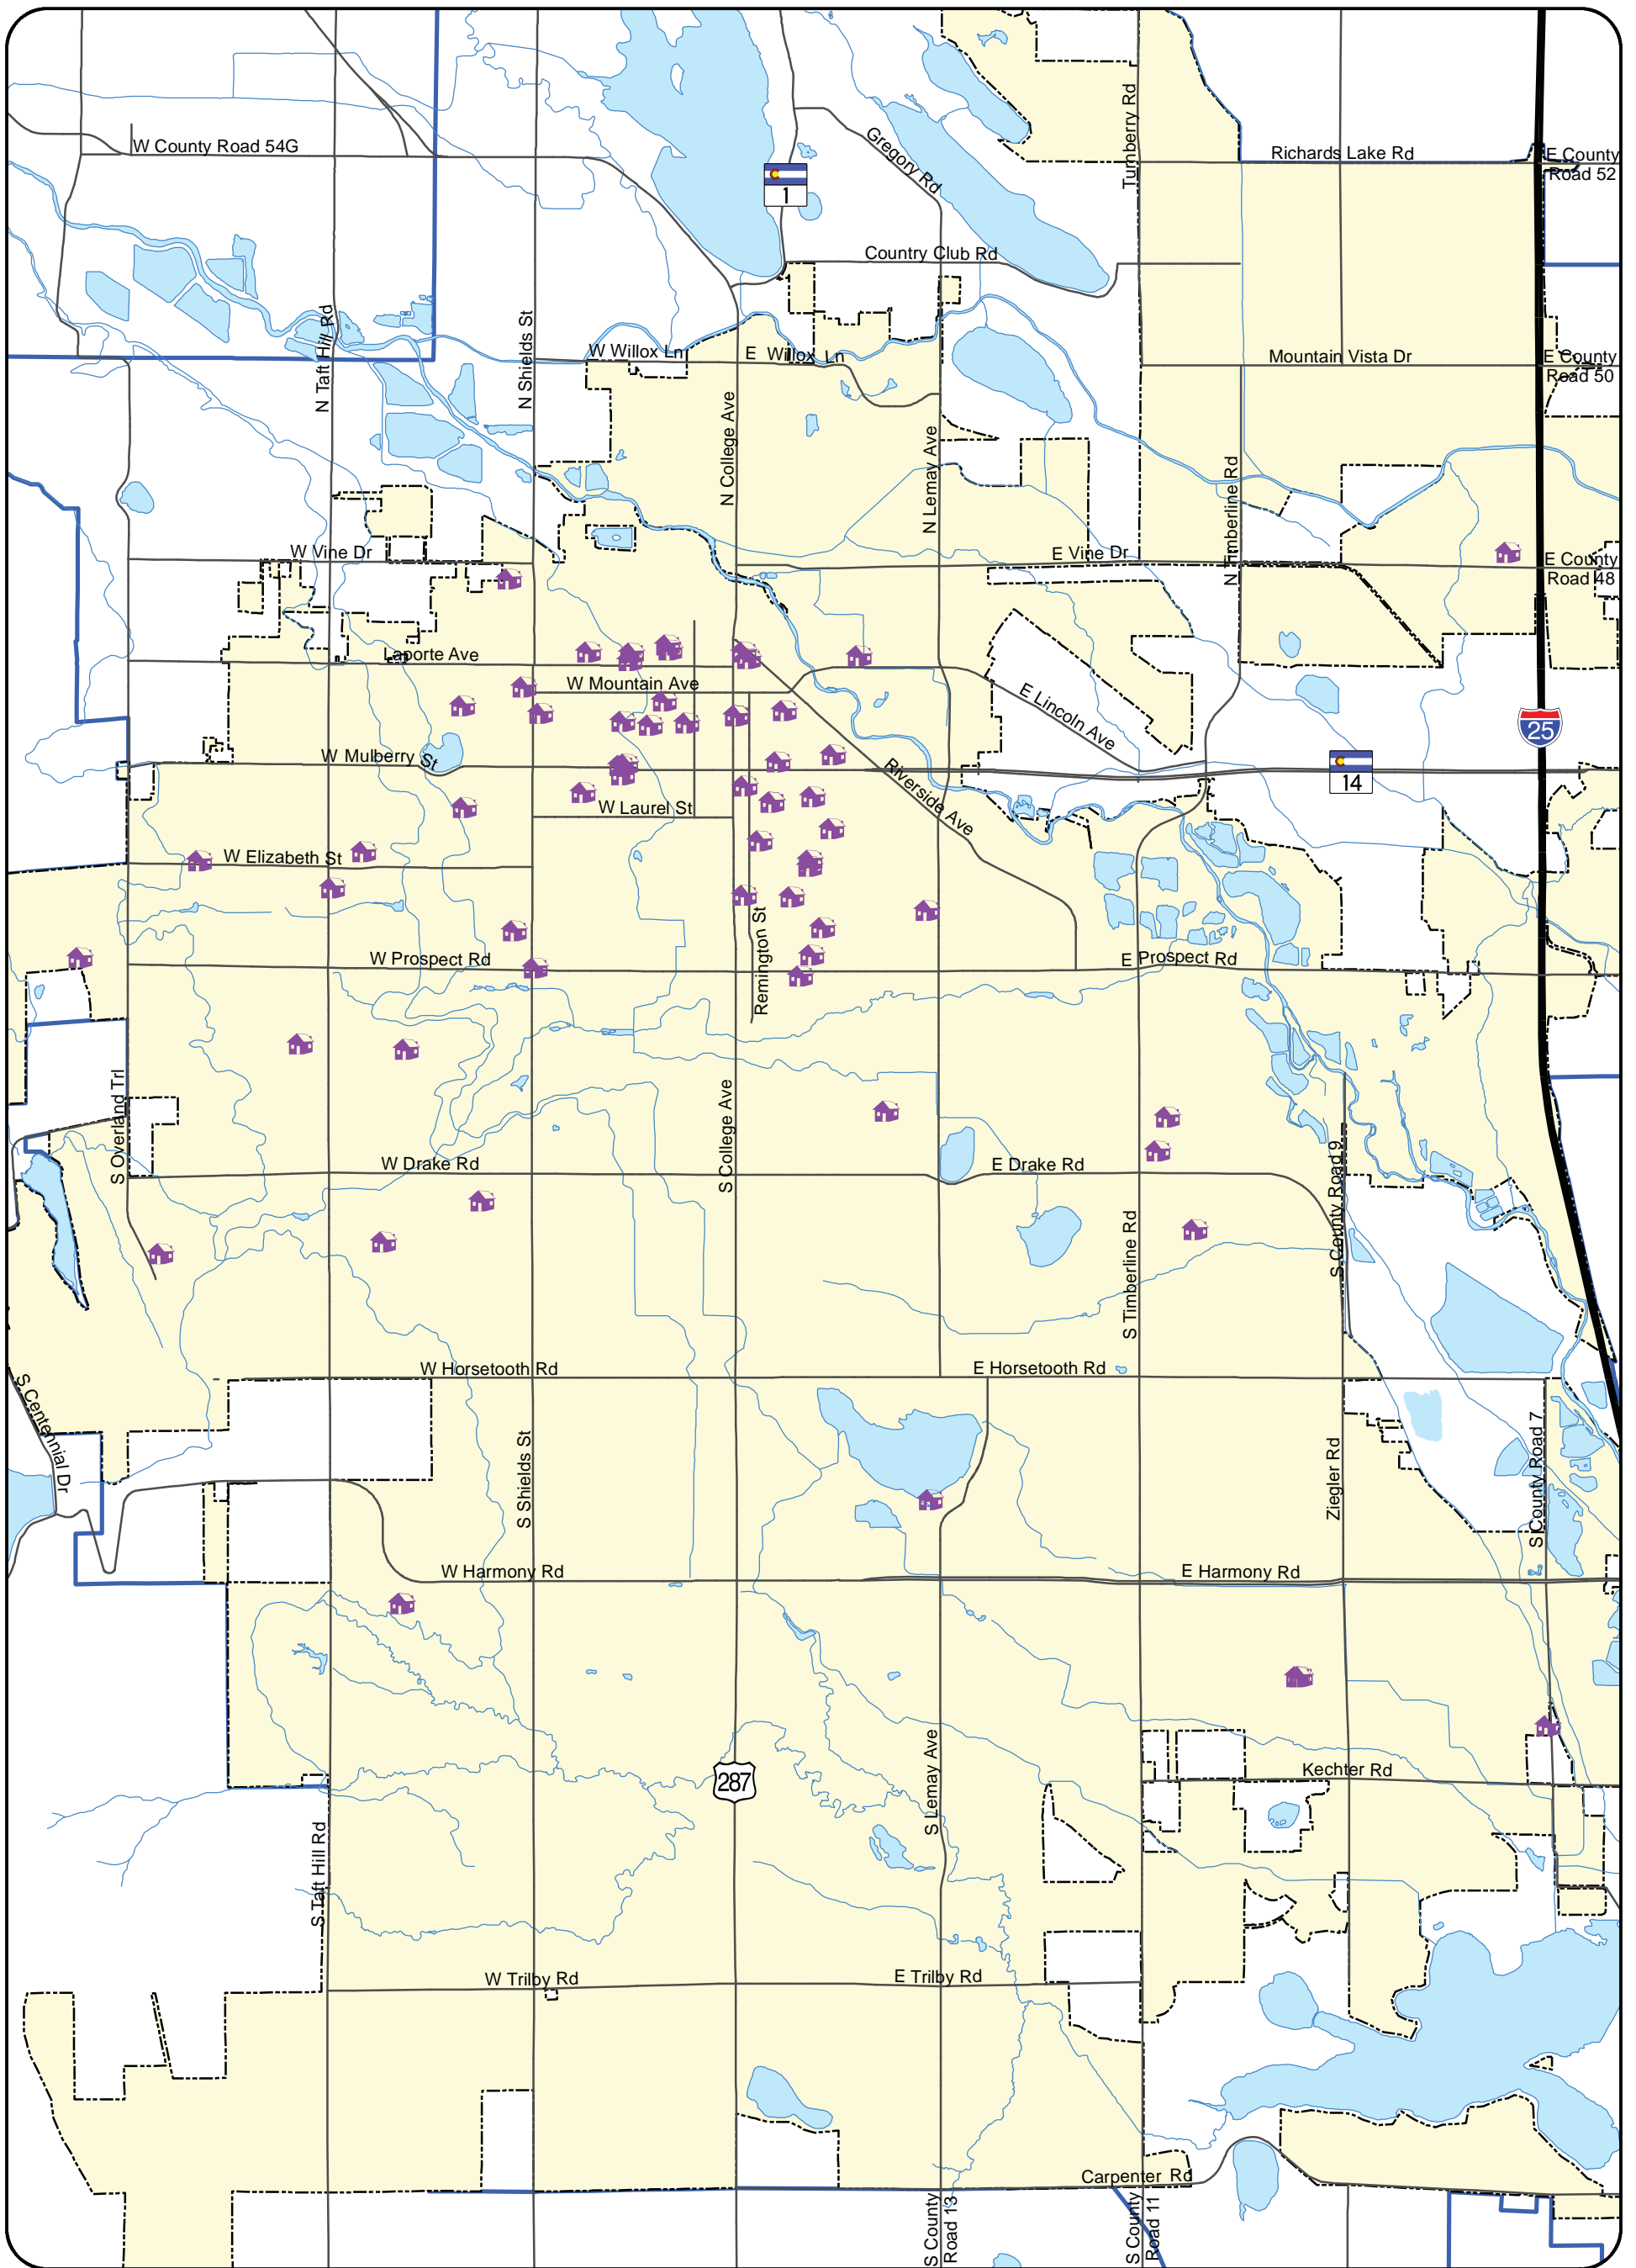 W County Road 54G
Gregory Rd
Turnberry Rd
Richards Lake Rd
E County
Road 52
1
Country Club Rd
N Taft Hill Rd
N Shields St
W Willox Ln
E Willox Ln
Mountain Vista Dr
E County
Road 50
N College Ave
N Lemay Ave
N Timberline Rd
W Vine Dr
E Vine Dr
E County
Road 48
Laporte Ave
W Mountain Ave
E Lincoln Ave
25
W Mulberry St
Riverside Ave
14
W Laurel St
W Elizabeth St
Remington St
W Prospect Rd
E Prospect Rd
S Overland Trl
S College Ave
W Drake Rd
E Drake Rd
S County Road 9
S Timberline Rd
W Horsetooth Rd
E Horsetooth Rd
S Centennial Dr
S Shields St
Ziegler Rd
S County Road 7
W Harmony Rd
E Harmony Rd
S Lemay Ave
287
Kechter Rd
S Taft Hill Rd
W Trilby Rd
E Trilby Rd
Carpenter Rd
S County
Road 13
S County
Road 11